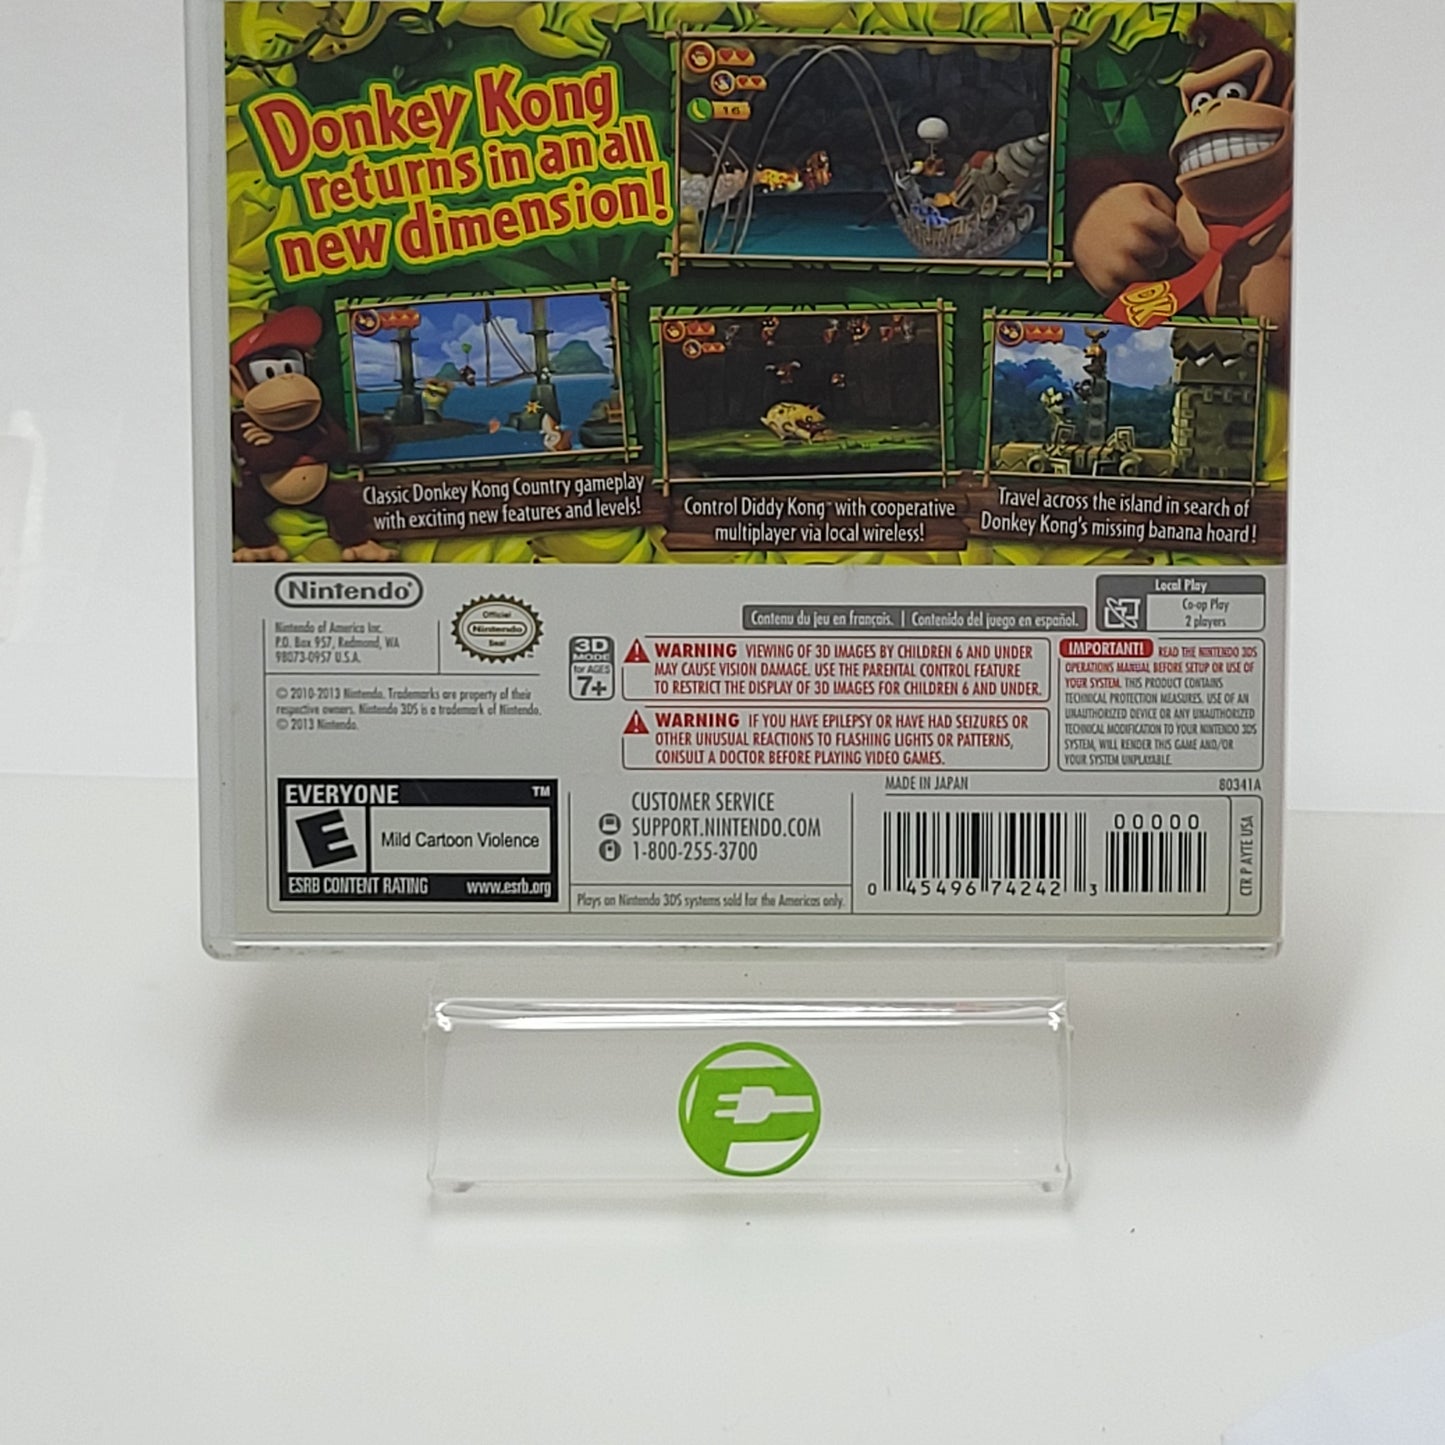 Donkey Kong
returns in an all
new dimension!
16
DK
Classic Donkey Kong Country gameplay
with exciting new features and levels!
Control Diddy Kong™ with cooperative
multiplayer via local wireless!
Travel across the island in search of
Donkey Kong's missing banana hoard!
Nintendo®
Nintendo of America Inc.
P.O. Box 957, Redmond, WA
98073-0957 U.S.A.
Official
Nintendo
Seal
Contenu du jeu en français. | Contenido del juego en español.
Local Play
Co-op Play
2 players
© 2010-2013 Nintendo. Trademarks are property of their
respective owners. Nintendo 3DS is a trademark of Nintendo.
© 2013 Nintendo.
3D
MODE
for AGES
7+
WARNING VIEWING OF 3D IMAGES BY CHILDREN 6 AND UNDER
MAY CAUSE VISION DAMAGE. USE THE PARENTAL CONTROL FEATURE
TO RESTRICT THE DISPLAY OF 3D IMAGES FOR CHILDREN 6 AND UNDER.
WARNING IF YOU HAVE EPILEPSY OR HAVE HAD SEIZURES OR
OTHER UNUSUAL REACTIONS TO FLASHING LIGHTS OR PATTERNS,
CONSULT A DOCTOR BEFORE PLAYING VIDEO GAMES.
IMPORTANT! READ THE NINTENDO 3DS
OPERATIONS MANUAL BEFORE SETUP OR USE OF
YOUR SYSTEM. THIS PRODUCT CONTAINS
TECHNICAL PROTECTION MEASURES. USE OF AN
UNAUTHORIZED DEVICE OR ANY UNAUTHORIZED
TECHNICAL MODIFICATION TO YOUR NINTENDO 3DS
SYSTEM, WILL RENDER THIS GAME AND/OR
YOUR SYSTEM UNPLAYABLE.
MADE IN JAPAN
80341A
EVERYONE ™
E
Mild Cartoon Violence
ESRB CONTENT RATING www.esrb.org
CUSTOMER SERVICE
SUPPORT.NINTENDO.COM
1-800-255-3700
Plays on Nintendo 3DS systems sold for the Americas only.
00000
0 45496 74242 3
CTR P AYTE USA